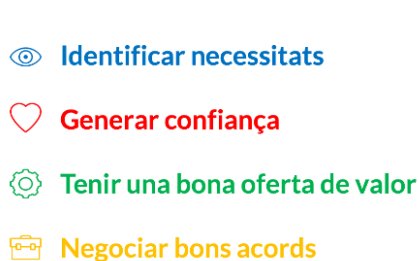 Identificar necessitats
Generar confiança
Tenir una bona oferta de valor
Negociar bons acords